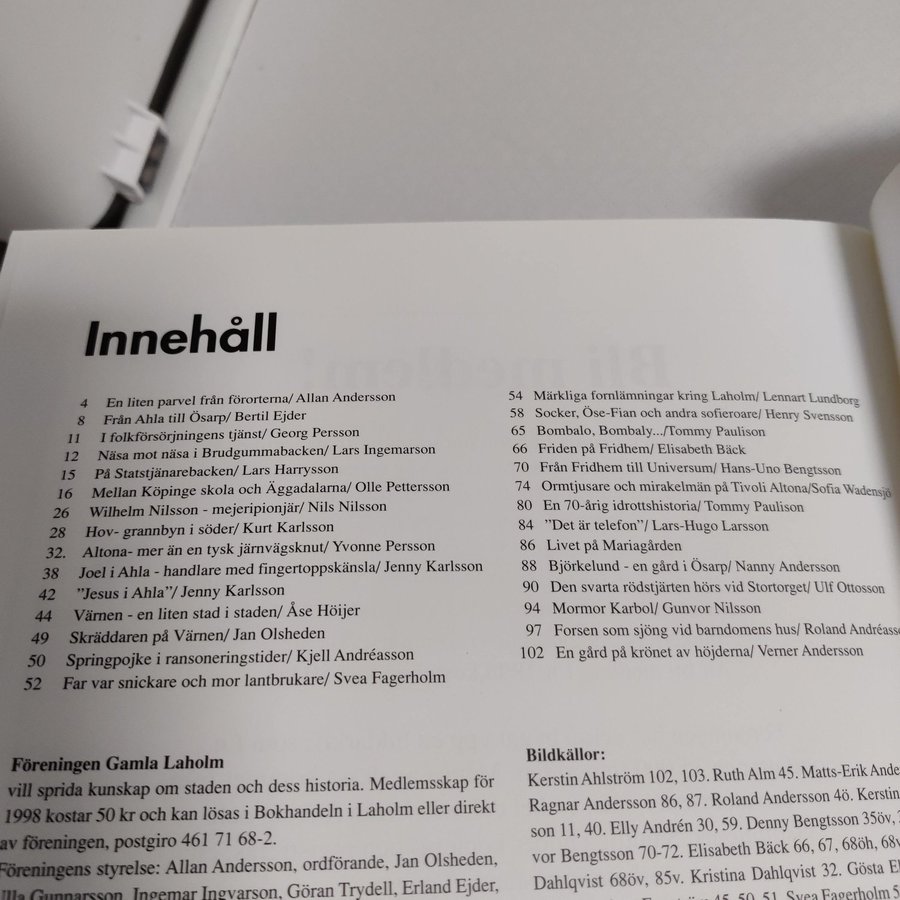 Innehåll
4 En liten parvel från förorterna/ Allan Andersson
8 Från Ahla till Ösarp/ Bertil Ejder
11 I folkförsörjningens tjänst/ Georg Persson
12 Näsa mot näsa i Brudgummabacken/ Lars Ingemarson
15 På Statstjänarebacken/ Lars Harrysson
16 Mellan Köpinge skola och Äggadalarna/ Olle Pettersson
26 Wilhelm Nilsson - mejeripionjär/ Nils Nilsson
28 Hov- grannbyn i söder/ Kurt Karlsson
32. Altona- mer än en tysk järnvägsknut/ Yvonne Persson
38 Joel i Ahla - handlare med fingertoppskänsla/ Jenny Karlsson
42 ”Jesus i Ahla”/ Jenny Karlsson
44 Värnen - en liten stad i staden/ Åse Höijer
49 Skräddaren på Värnen/ Jan Olsheden
50 Springpojke i ransoneringstider/ Kjell Andréasson
52 Far var snickare och mor lantbrukare/ Svea Fagerholm
54 Märkliga fornlämningar kring Laholm/ Lennart Lundborg
58 Socker, Öse-Fian och andra sofieroare/ Henry Svensson
65 Bombalo, Bombaly.../Tommy Paulison
66 Friden på Fridhem/ Elisabeth Bäck
70 Från Fridhem till Universum/ Hans-Uno Bengtsson
74 Ormtjusare och mirakelmän på Tivoli Altona/Sofia Wadensjö
80 En 70-årig idrottshistoria/ Tommy Paulison
84 ”Det är telefon”/ Lars-Hugo Larsson
86 Livet på Mariagården
88 Björkelund - en gård i Ösarp/ Nanny Andersson
90 Den svarta rödstjärten hörs vid Stortorget/ Ulf Ottosson
94 Mormor Karbol/ Gunvor Nilsson
97 Forsen som sjöng vid barndomens hus/ Roland Andréasso
102 En gård på krönet av höjderna/ Verner Andersson
Föreningen Gamla Laholm
vill sprida kunskap om staden och dess historia. Medlemsskap för
1998 kostar 50 kr och kan lösas i Bokhandeln i Laholm eller direkt
av föreningen, postgiro 461 71 68-2.
Föreningens styrelse: Allan Andersson, ordförande, Jan Olsheden,
Ulla Gunnarsson, Ingemar Ingvarson, Göran Trydell, Erland Ejder,
Bildkällor:
Kerstin Ahlström 102, 103. Ruth Alm 45. Matts-Erik Ande
Ragnar Andersson 86, 87. Roland Andersson 4ö. Kerstin
son 11, 40. Elly Andrén 30, 59. Denny Bengtsson 35öv,
vor Bengtsson 70-72. Elisabeth Bäck 66, 67, 68öh, 68v
Dahlqvist 68öv, 85v. Kristina Dahlqvist 32. Gösta E
45, 50, 51. Svea Fagerholm 5